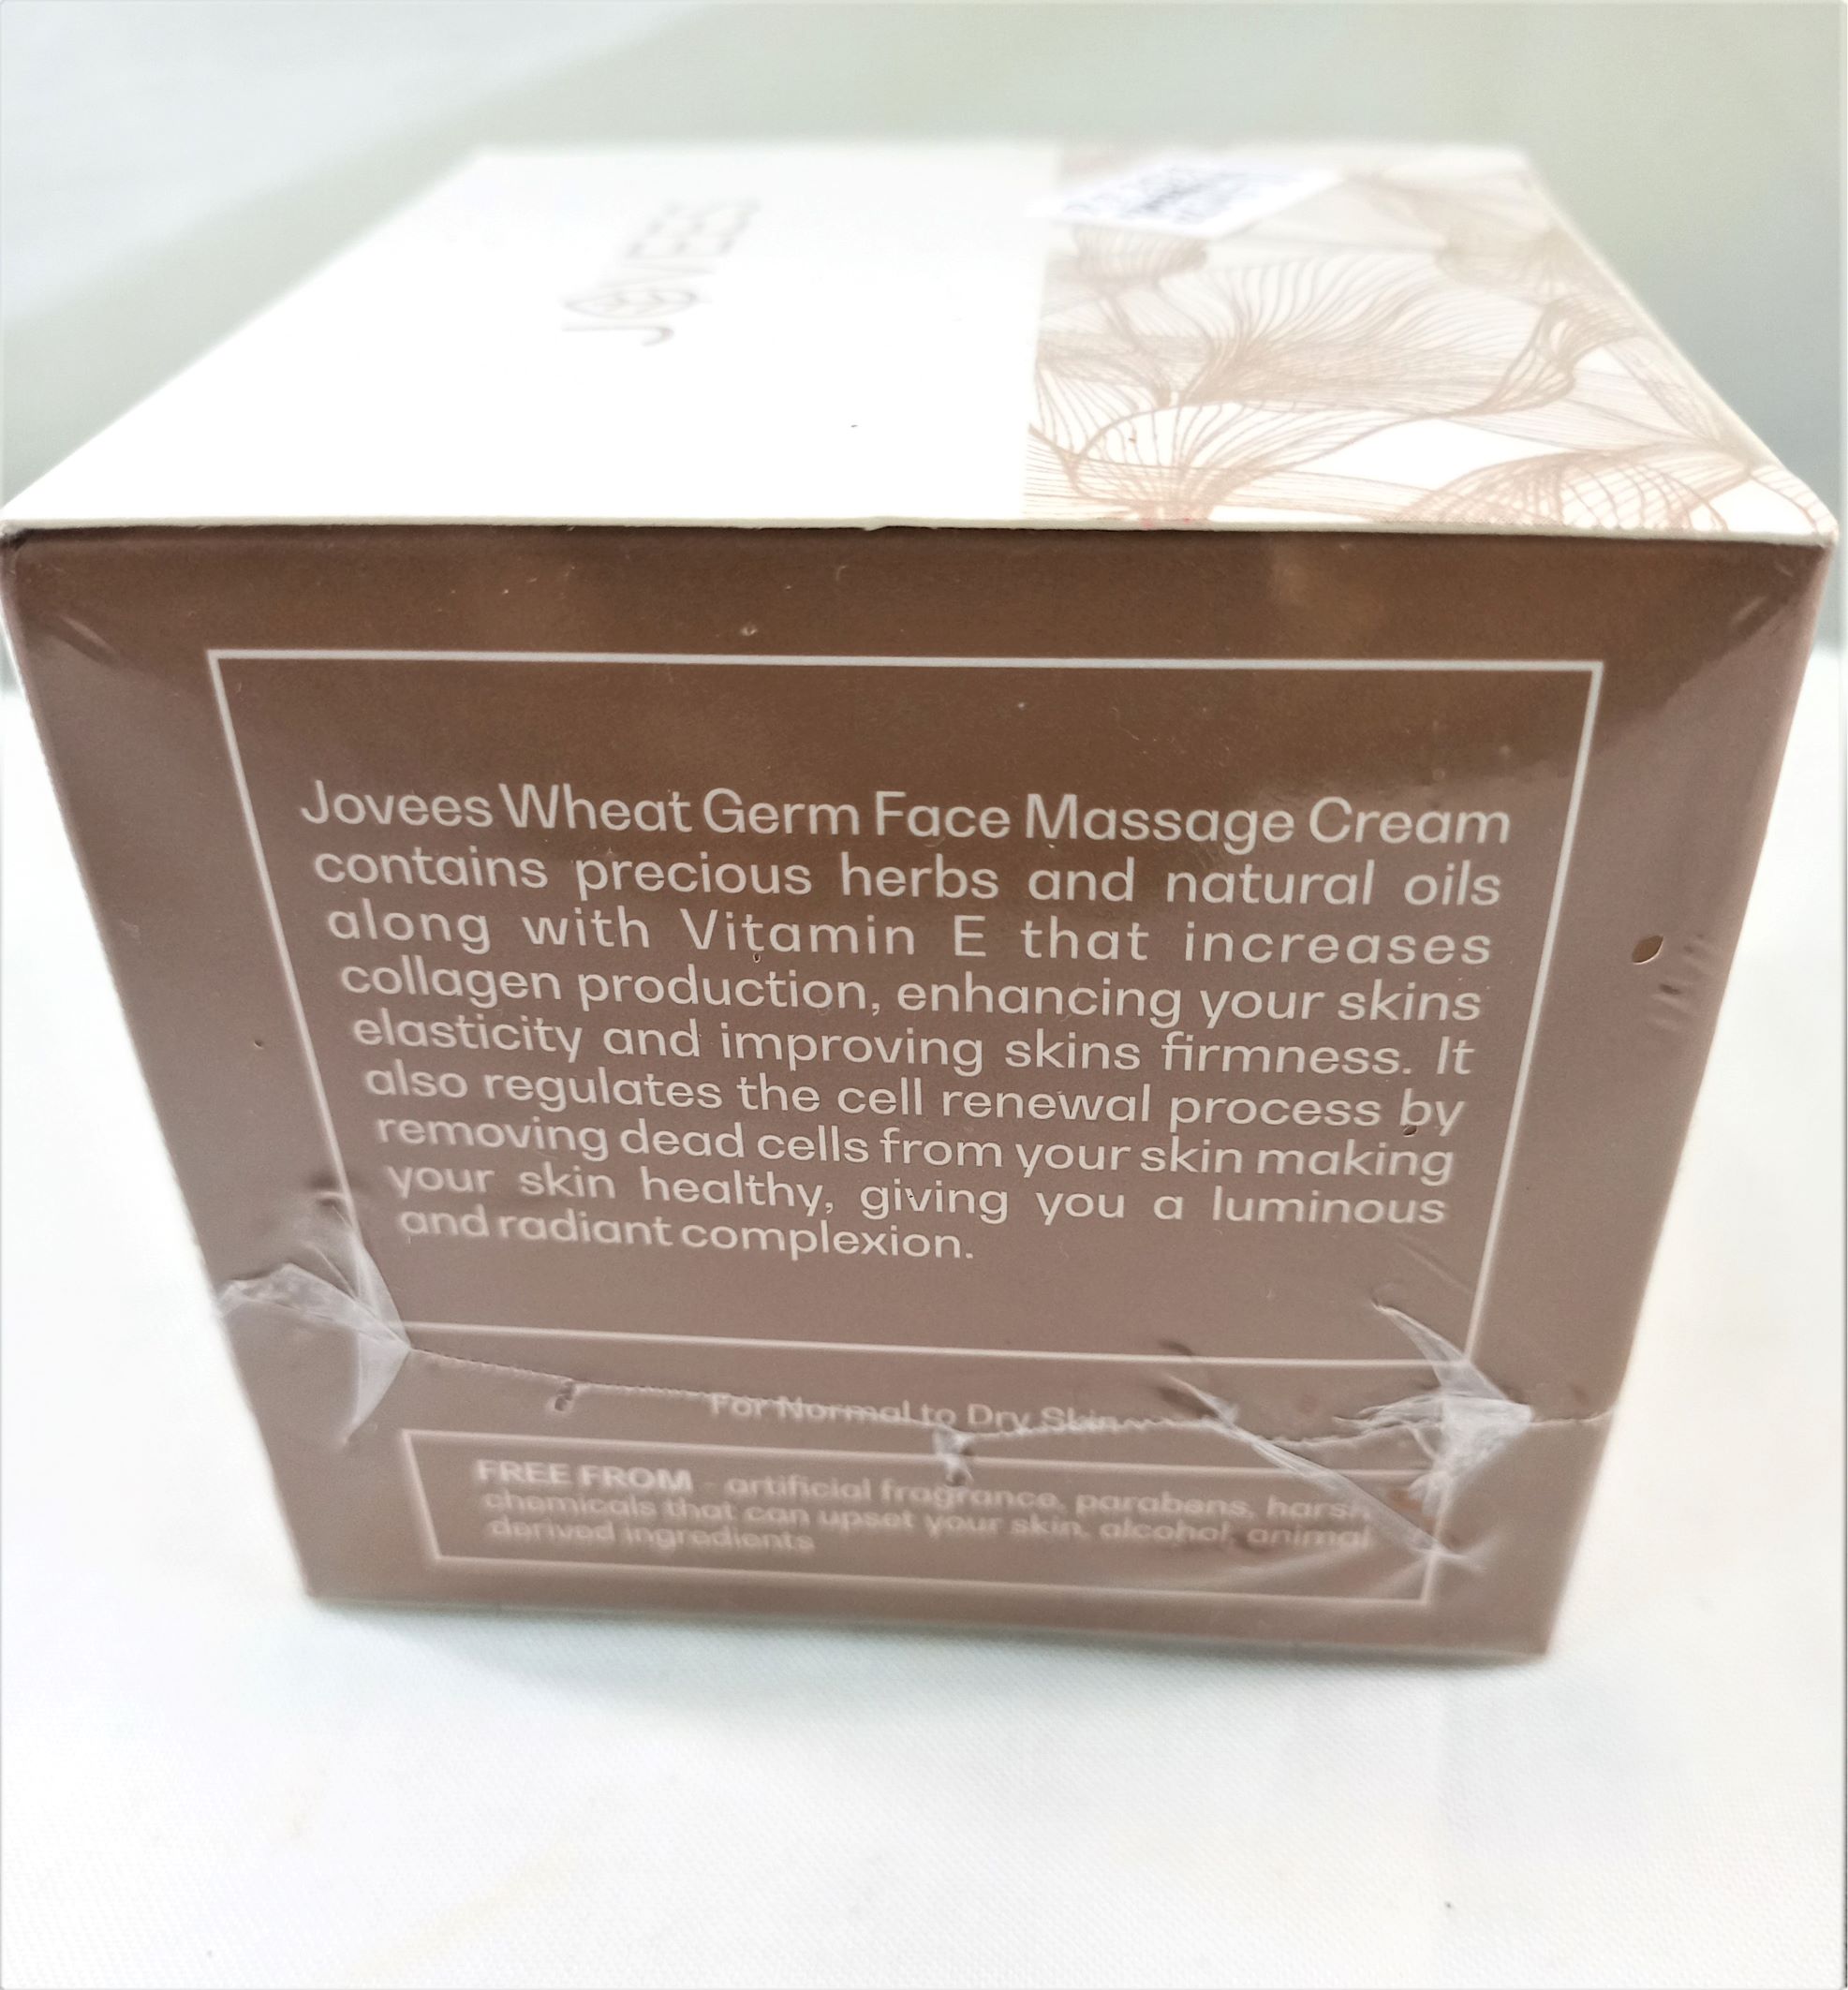 JOVEES
Jovees Wheat Germ Face Massage Cream
contains precious herbs and natural oils
along with Vitamin E that increases
collagen production, enhancing your skins
elasticity and improving skins firmness. It
also regulates the cell renewal process by
removing dead cells from your skin making
your skin healthy, giving you a luminous
and radiant complexion.
For Normal to Dry Skin
FREE FROM - artificial fragrance, parabens, harsh
chemicals that can upset your skin, alcohol, animal
derived ingredients